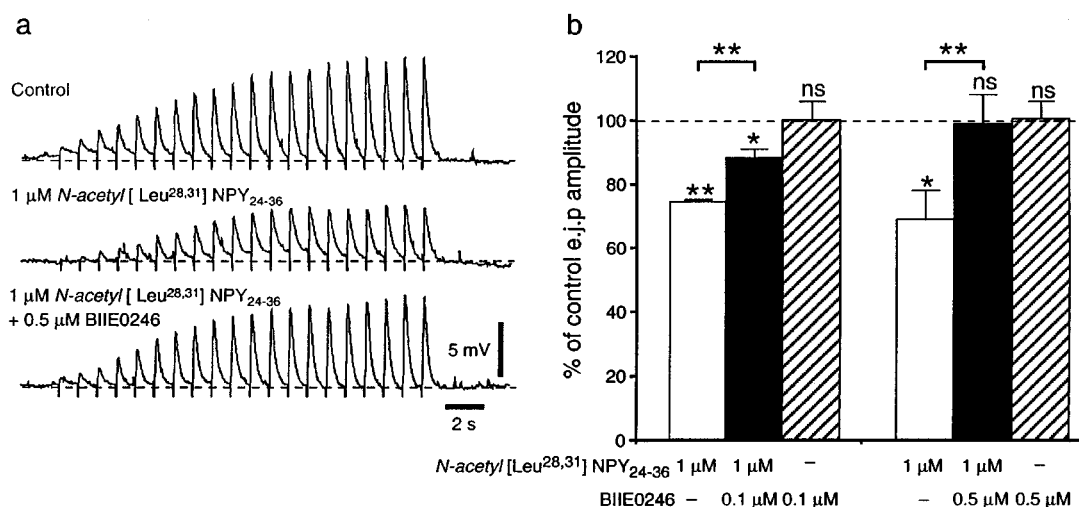 a
Control
1 μM N-acetyl [ Leu28,31] NPY24-36
1 μM N-acetyl [ Leu28,31] NPY24-36
+ 0.5 μM BIIE0246
5 mV
2 s
b
% of control e.j.p amplitude
120
100
80
60
40
20
0
** **
ns ns ns
* ** *
N-acetyl [Leu28,31] NPY24-36 1 μM 1 μM – 1 μM 1 μM –
BIIE0246 – 0.1 μM 0.1 μM – 0.5 μM 0.5 μM